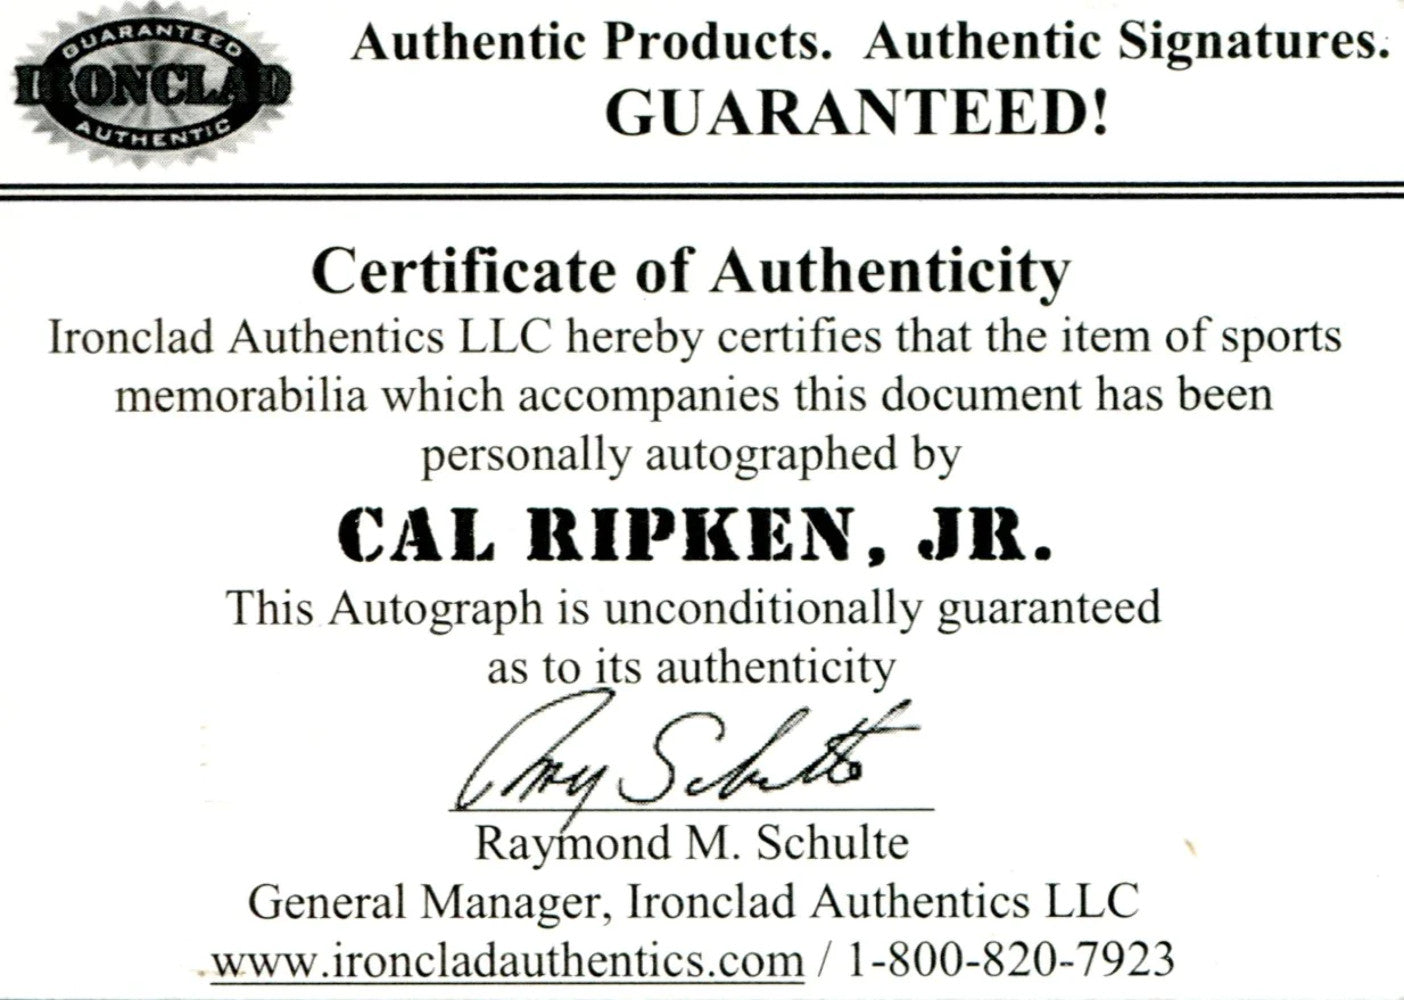 GUARANTEED
IRONCLAD
AUTHENTIC
Authentic Products. Authentic Signatures.
GUARANTEED!
Certificate of Authenticity
Ironclad Authentics LLC hereby certifies that the item of sports
memorabilia which accompanies this document has been
personally autographed by
CAL RIPKEN, JR.
This Autograph is unconditionally guaranteed
as to its authenticity
Raymond M. Schulte
General Manager, Ironclad Authentics LLC
www.ironcladauthentics.com / 1-800-820-7923